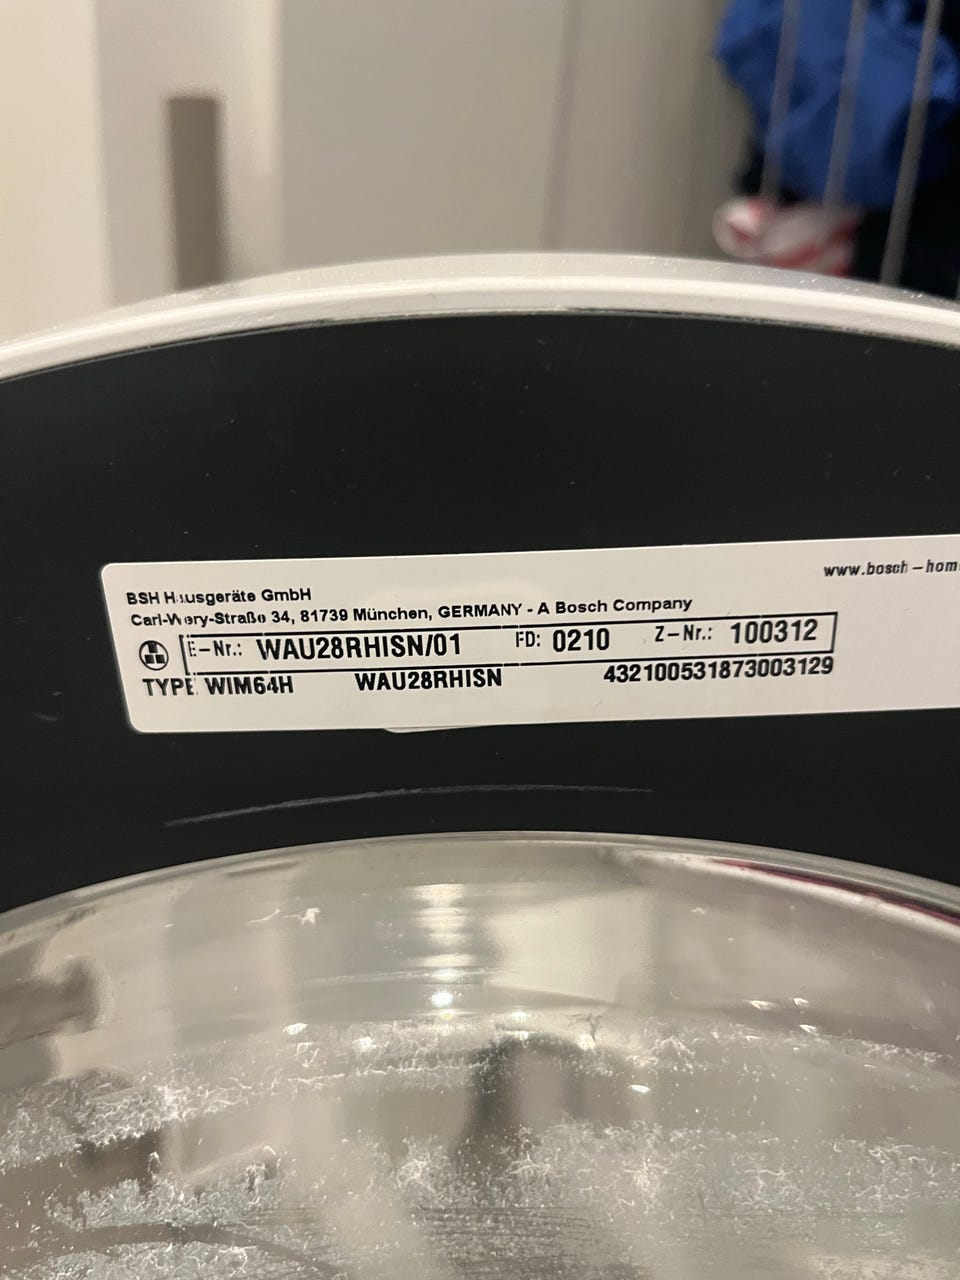 www.bosch-hom
BSH Hausgeräte GmbH
Carl-Wery-Straße 34, 81739 München, GERMANY - A Bosch Company
E-Nr.: WAU28RHISN/01 FD: 0210 Z-Nr.: 100312
TYPE WIM64H WAU28RHISN 432100531873003129